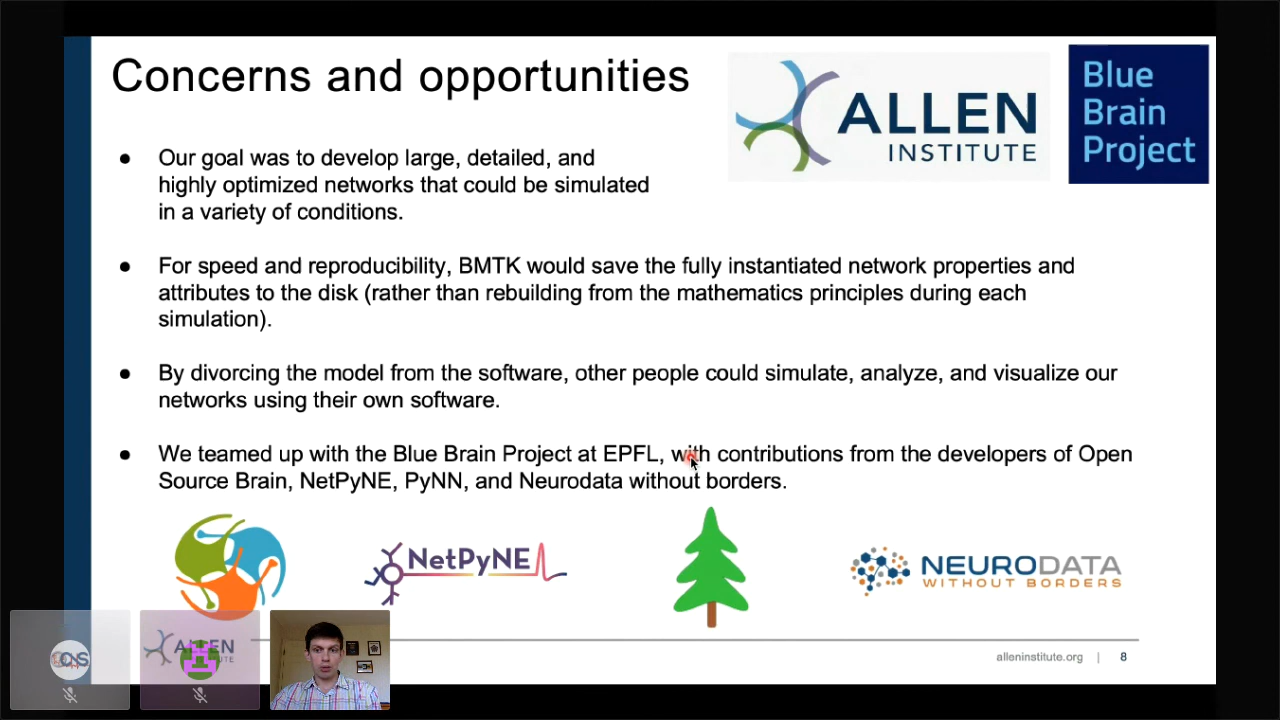 Concerns and opportunities
ALLEN
INSTITUTE
Blue
Brain
Project
● Our goal was to develop large, detailed, and
highly optimized networks that could be simulated
in a variety of conditions.
● For speed and reproducibility, BMTK would save the fully instantiated network properties and
attributes to the disk (rather than rebuilding from the mathematics principles during each
simulation).
● By divorcing the model from the software, other people could simulate, analyze, and visualize our
networks using their own software.
● We teamed up with the Blue Brain Project at EPFL, with contributions from the developers of Open
Source Brain, NetPyNE, PyNN, and Neurodata without borders.
NetPyNE
NEURODATA
WITHOUT BORDERS
alleninstitute.org | 8